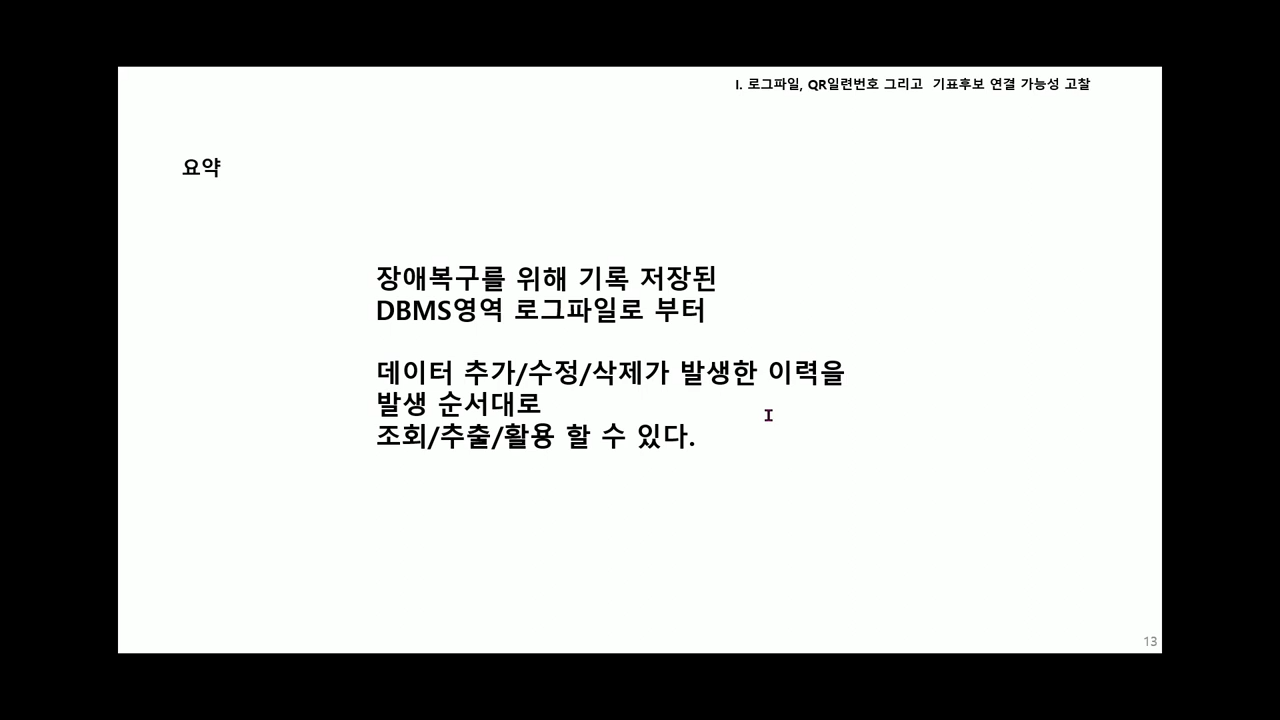 I. 로그파일, QR일련번호 그리고 기표후보 연결 가능성 고찰
요약
장애복구를 위해 기록 저장된
DBMS영역 로그파일로 부터
데이터 추가/수정/삭제가 발생한 이력을
발생 순서대로
조회/추출/활용 할 수 있다.
13